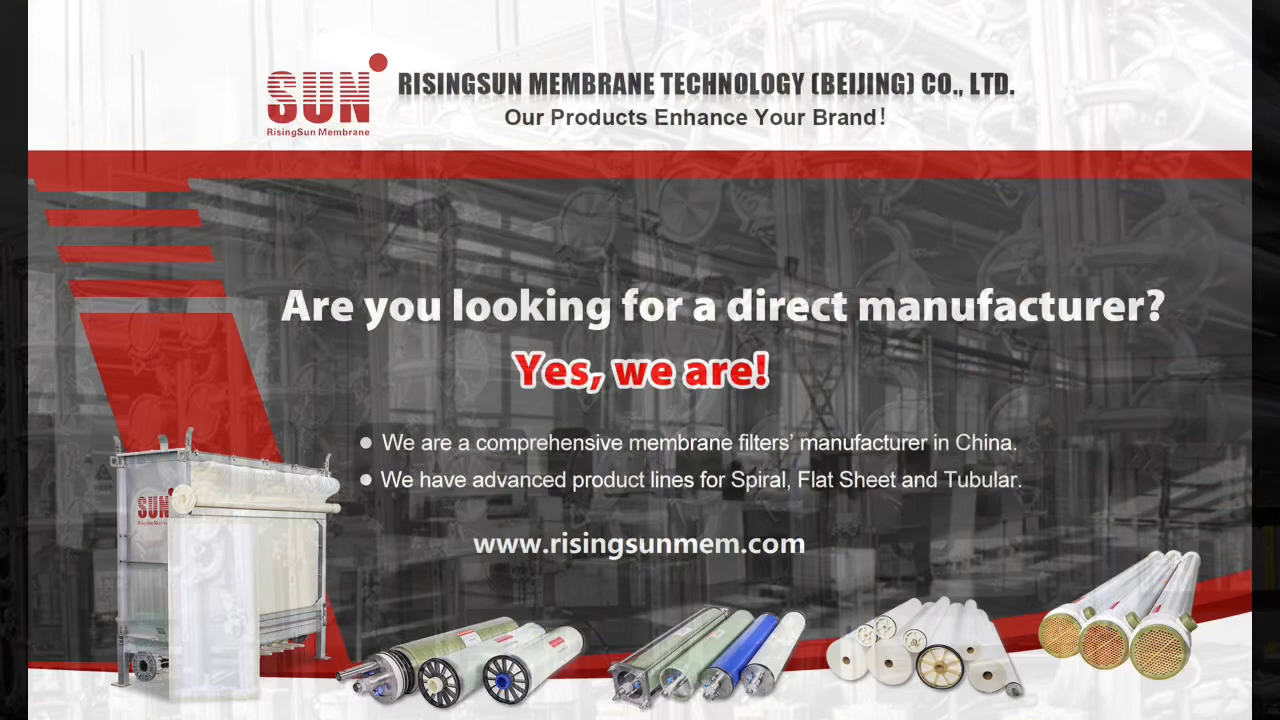 SUN
RisingSun Membrane
RISINGSUN MEMBRANE TECHNOLOGY (BEIJING) CO., LTD.
Our Products Enhance Your Brand!
Are you looking for a direct manufacturer?
Yes, we are!
● We are a comprehensive membrane filters' manufacturer in China.
● We have advanced product lines for Spiral, Flat Sheet and Tubular.
SUN
www.risingsunmem.com